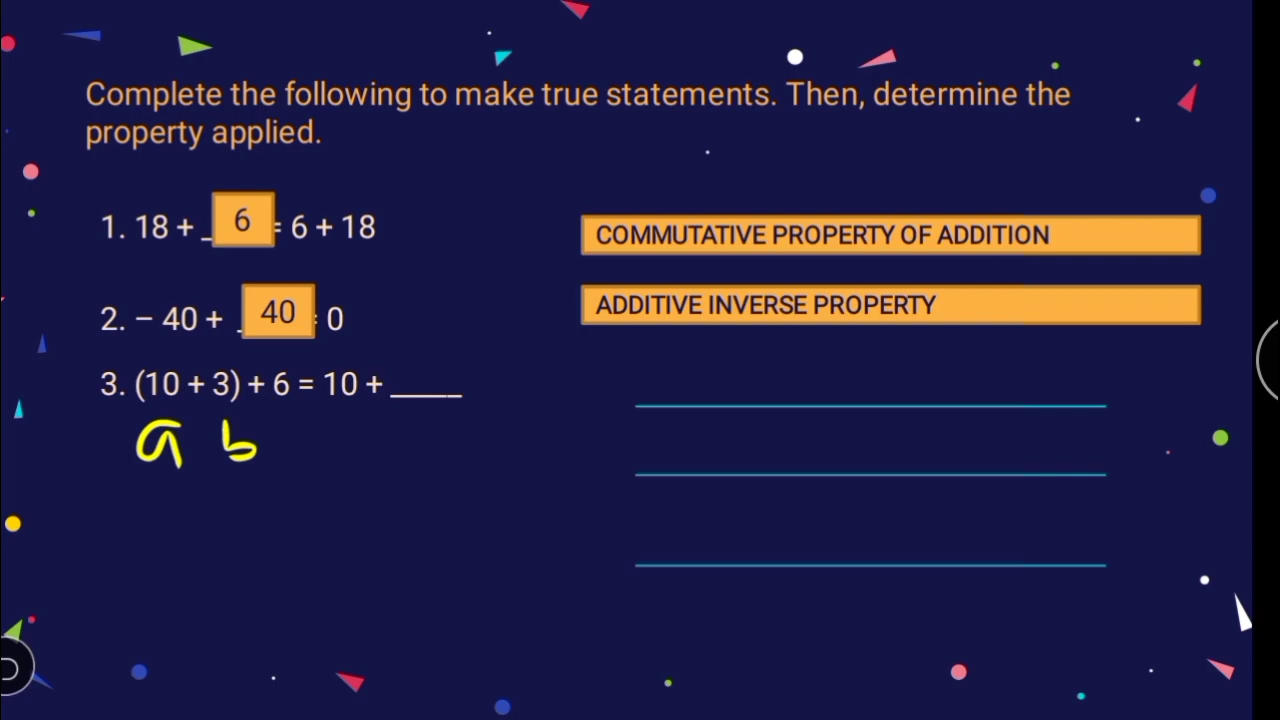 Complete the following to make true statements. Then, determine the
property applied.
1. 18 + _ 6 = 6 + 18
COMMUTATIVE PROPERTY OF ADDITION
2. – 40 + _ 40 = 0
ADDITIVE INVERSE PROPERTY
3. (10 + 3) + 6 = 10 + _____
a b